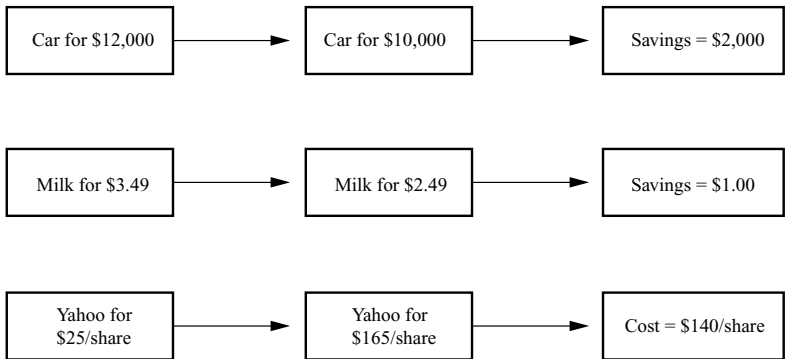 Car for $12,000
Car for $10,000
Savings = $2,000
Milk for $3.49
Milk for $2.49
Savings = $1.00
Yahoo for
$25/share
Yahoo for
$165/share
Cost = $140/share